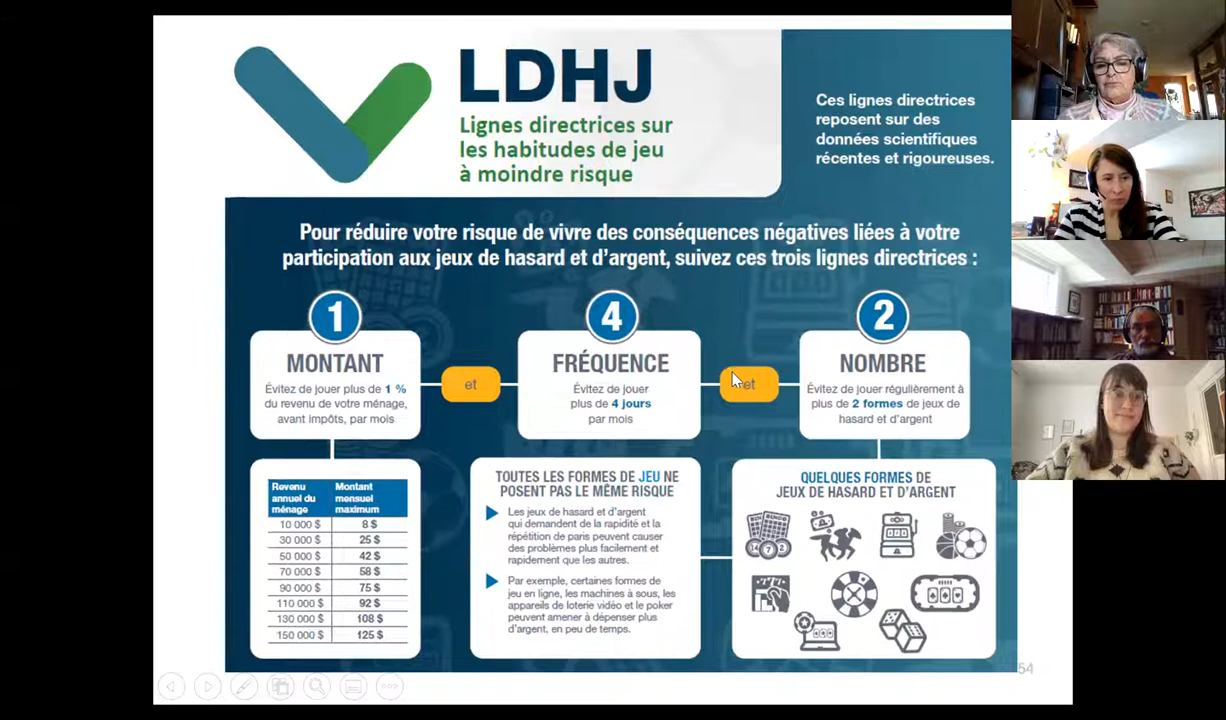 LDHJ
Lignes directrices sur
les habitudes de jeu
à moindre risque
Ces lignes directrices
reposent sur des
données scientifiques
récentes et rigoureuses.
Pour réduire votre risque de vivre des conséquences négatives liées à votre
participation aux jeux de hasard et d'argent, suivez ces trois lignes directrices :
1
MONTANT
Évitez de jouer plus de 1 %
du revenu de votre ménage,
avant impôts, par mois
et
4
FRÉQUENCE
Évitez de jouer
plus de 4 jours
par mois
et
2
NOMBRE
Évitez de jouer régulièrement à
plus de 2 formes de jeux de
hasard et d'argent
Revenu annuel du ménage Montant mensuel maximum
10 000 $ 8 $
30 000 $ 25 $
50 000 $ 42 $
70 000 $ 58 $
90 000 $ 75 $
110 000 $ 92 $
130 000 $ 108 $
150 000 $ 125 $
TOUTES LES FORMES DE JEU NE
POSENT PAS LE MÊME RISQUE
Les jeux de hasard et d'argent
qui demandent de la rapidité et la
répétition de paris peuvent causer
des problèmes plus facilement et
rapidement que les autres.
Par exemple, certaines formes de
jeu en ligne, les machines à sous, les
appareils de loterie vidéo et le poker
peuvent amener à dépenser plus
d'argent, en peu de temps.
QUELQUES FORMES DE
JEUX DE HASARD ET D'ARGENT
54